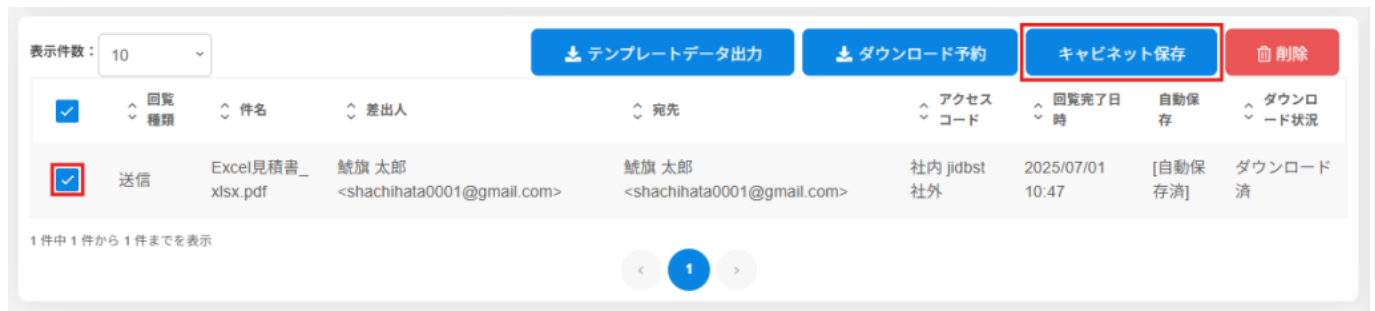 表示件数： 10
テンプレートデータ出力
ダウンロード予約
キャビネット保存
削除
回覧種類
件名
差出人
宛先
アクセスコード
回覧完了日時
自動保存
ダウンロード状況
送信
Excel見積書_
xlsx.pdf
鯱旗 太郎
<shachihata0001@gmail.com>
鯱旗 太郎
<shachihata0001@gmail.com>
社内 jidbst
社外
2025/07/01
10:47
[自動保
存済]
ダウンロード
済
1 件中 1 件から 1 件までを表示
‹ 1 ›